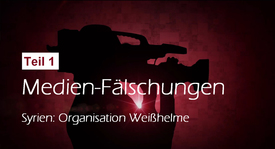 Teil 1
Medien-Fälschungen
Syrien: Organisation Weißhelme